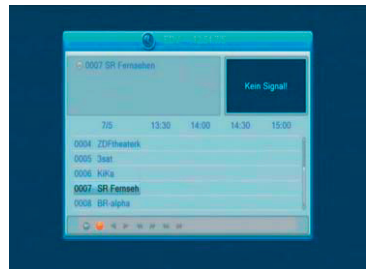 0007 SR Fernsehen
Kein Signal!
7/5 13:30 14:00 14:30 15:00
0004 ZDFtheaterk
0005 3sat
0006 KiKa
0007 SR Fernseh
0008 BR-alpha